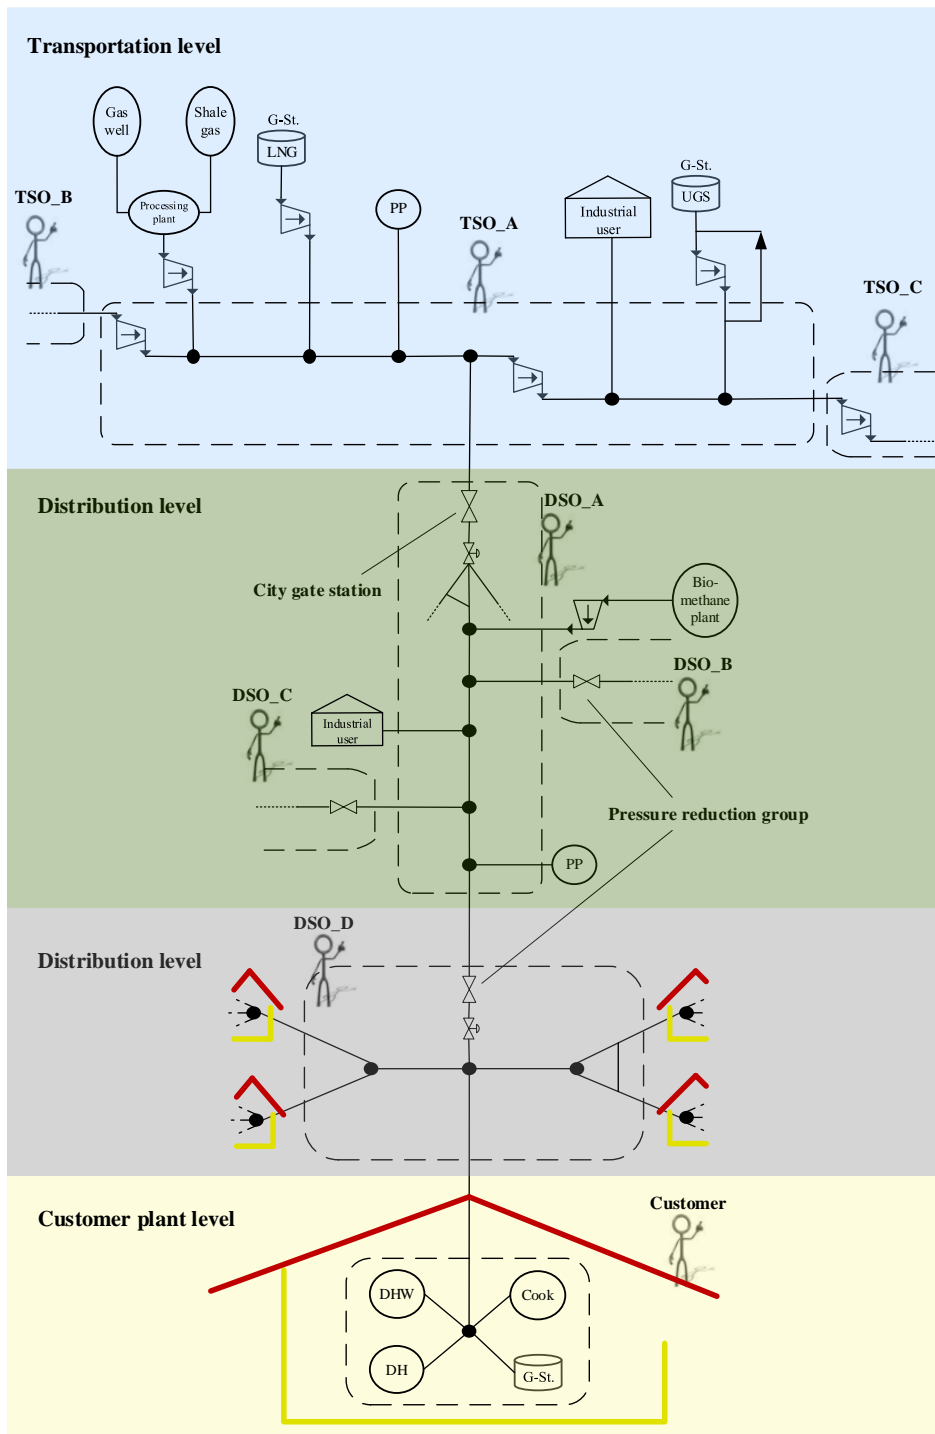 Transportation level
Gas
well
Shale
gas
G-St.
LNG
TSO_B
Processing
plant
PP
TSO_A
Industrial
user
G-St.
UGS
TSO_C
Distribution level
DSO_A
City gate station
Bio-
methane
plant
DSO_B
DSO_C
Industrial
user
Pressure reduction group
PP
DSO_D
Distribution level
Customer plant level
Customer
DHW
Cook
DH
G-St.